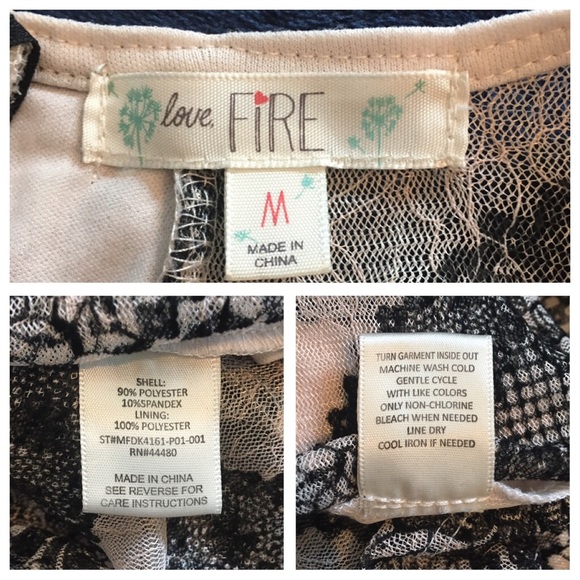 love, FiRE
M
MADE IN
CHINA
SHELL:
90% POLYESTER
10%SPANDEX
LINING:
100% POLYESTER
ST#MFDK4161-P01-001
RN#44480
MADE IN CHINA
SEE REVERSE FOR
CARE INSTRUCTIONS
TURN GARMENT INSIDE OUT
MACHINE WASH COLD
GENTLE CYCLE
WITH LIKE COLORS
ONLY NON-CHLORINE
BLEACH WHEN NEEDED
LINE DRY
COOL IRON IF NEEDED